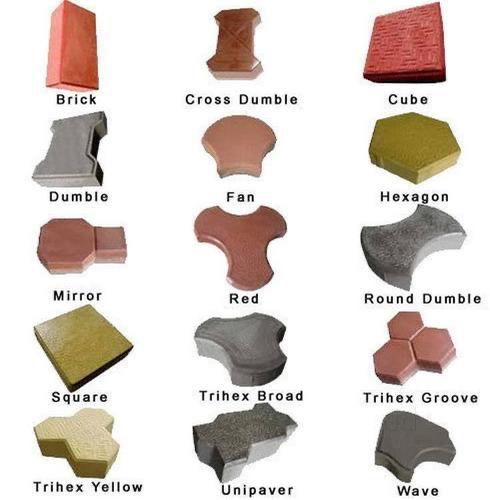 Brick
Cross Dumble
Cube
Dumble
Fan
Hexagon
Mirror
Red
Round Dumble
Square
Trihex Broad
Trihex Groove
Trihex Yellow
Unipaver
Wave